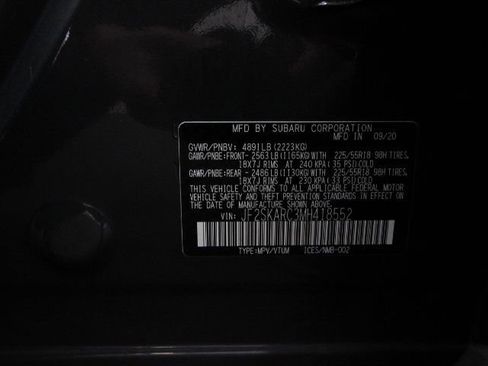 MFD BY SUBARU CORPORATION
MFD IN 09/20
GVWR/PNBV: 4891LB(2223KG)
GAWR/PNBE:FRONT- 2563LB(1165KG)WITH 225/55R18 98H TIRES,
18X7J RIMS AT 240 KPA(35 PSI)COLD
GAWR/PNBE:REAR - 2486LB(1130KG)WITH 225/55R18 98H TIRES,
18X7J RIMS AT 230 KPA(33 PSI)COLD
THIS VEHICLE CONFORMS TO ALL APPLICABLE FEDERAL MOTOR
VEHICLE SAFETY AND BUMPER STANDARDS IN EFFECT
ON THE DATE OF MANUFACTURE SHOWN ABOVE.
VIN: JF2SKARC3MH418552
TYPE:MPV/VTUM ICES/NMB-002